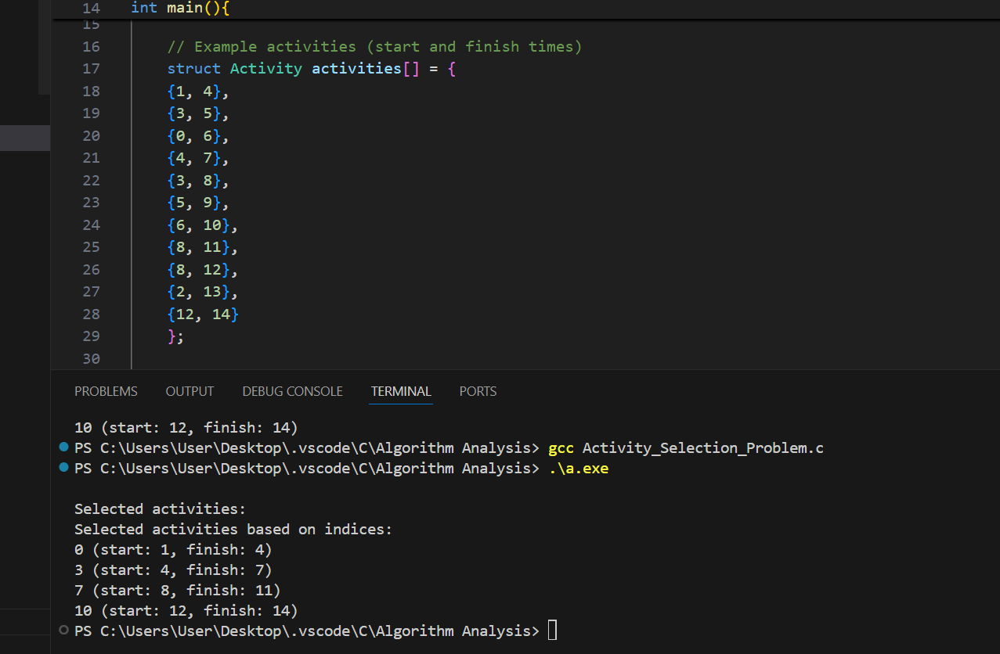 14 int main(){
15
16 // Example activities (start and finish times)
17 struct Activity activities[] = {
18 {1, 4},
19 {3, 5},
20 {0, 6},
21 {4, 7},
22 {3, 8},
23 {5, 9},
24 {6, 10},
25 {8, 11},
26 {8, 12},
27 {2, 13},
28 {12, 14}
29 };
30
PROBLEMS OUTPUT DEBUG CONSOLE TERMINAL PORTS
10 (start: 12, finish: 14)
PS C:\Users\User\Desktop\.vscode\C\Algorithm Analysis> gcc Activity_Selection_Problem.c
PS C:\Users\User\Desktop\.vscode\C\Algorithm Analysis> .\a.exe
Selected activities:
Selected activities based on indices:
0 (start: 1, finish: 4)
3 (start: 4, finish: 7)
7 (start: 8, finish: 11)
10 (start: 12, finish: 14)
PS C:\Users\User\Desktop\.vscode\C\Algorithm Analysis>